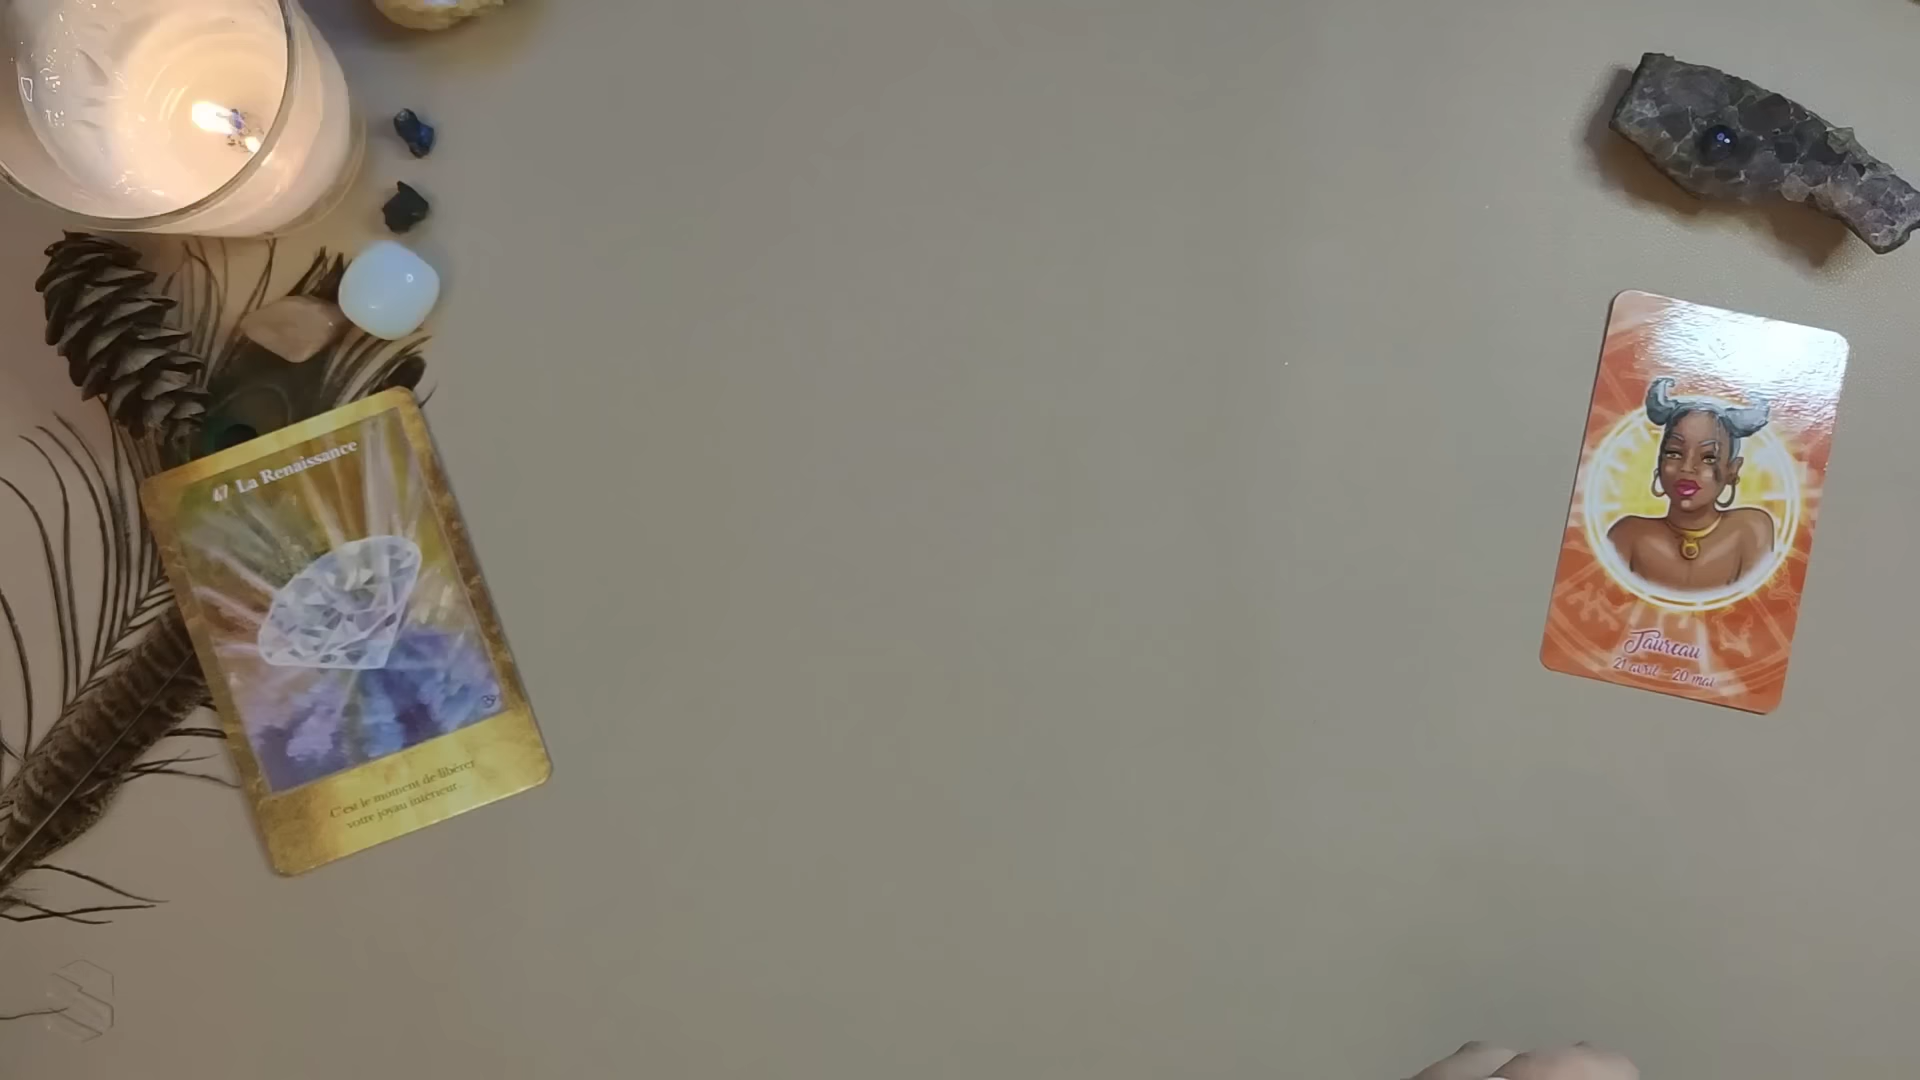 47 La Renaissance
C'est le moment de libérer
votre joyau intérieur...
Taureau
21 avril - 20 mai